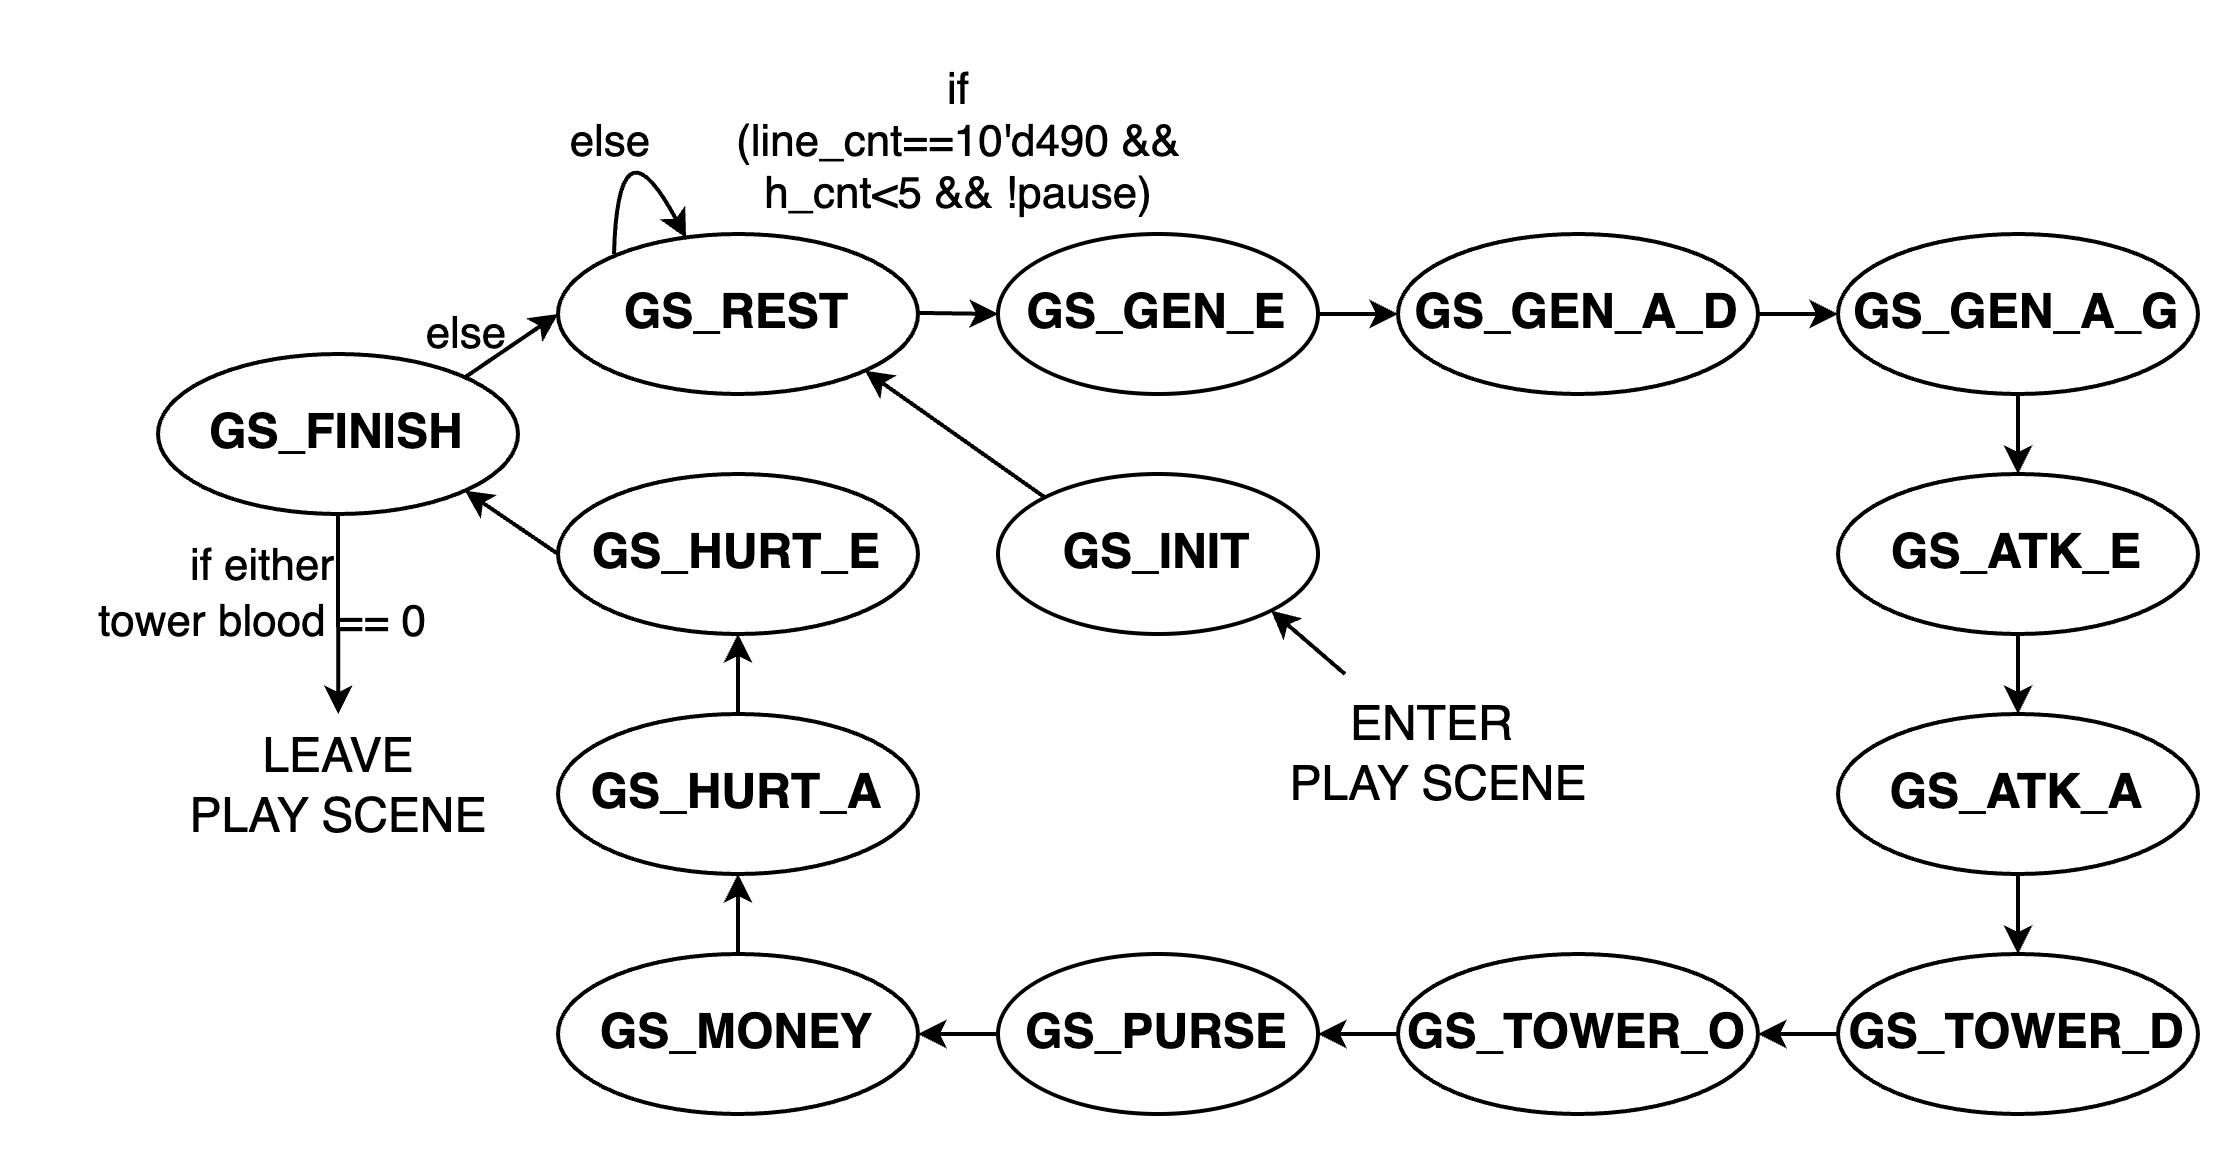 if
else
(line_cnt==10'd490 &&
h_cnt<5 && !pause)
GS_REST
GS_GEN_E
GS_GEN_A_D
GS_GEN_A_G
else
GS_FINISH
GS_HURT_E
GS_INIT
GS_ATK_E
if either
tower blood == 0
ENTER
PLAY SCENE
LEAVE
PLAY SCENE
GS_HURT_A
GS_ATK_A
GS_MONEY
GS_PURSE
GS_TOWER_O
GS_TOWER_D